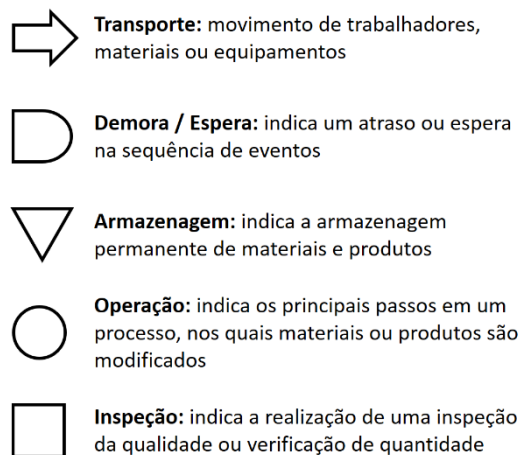 Transporte: movimento de trabalhadores,
materiais ou equipamentos
Demora / Espera: indica um atraso ou espera
na sequência de eventos
Armazenagem: indica a armazenagem
permanente de materiais e produtos
Operação: indica os principais passos em um
processo, nos quais materiais ou produtos são
modificados
Inspeção: indica a realização de uma inspeção
da qualidade ou verificação de quantidade